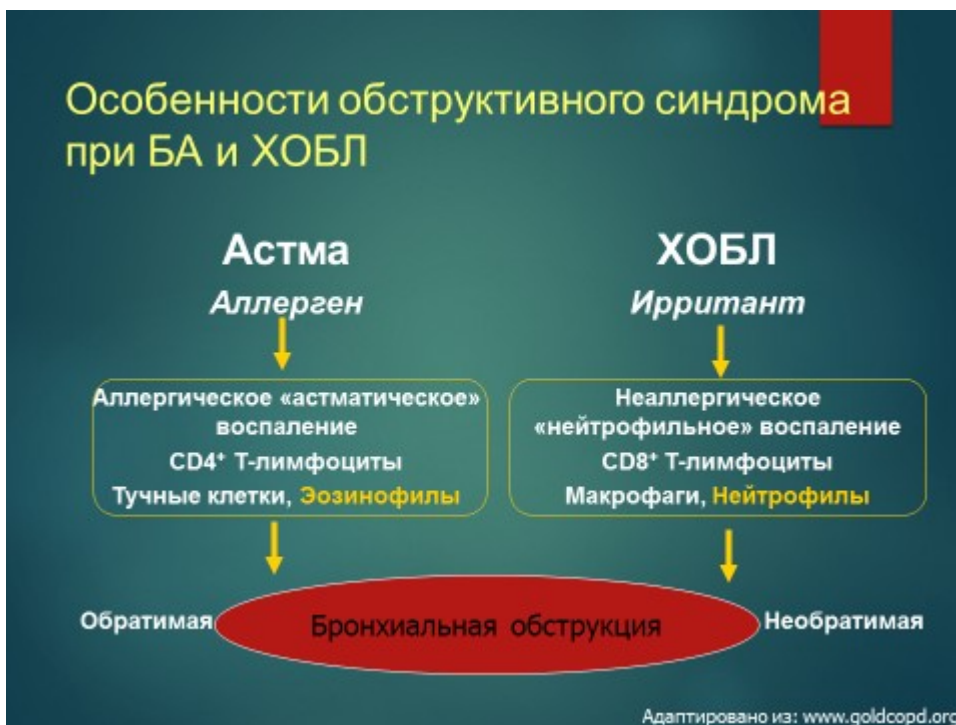 Особенности обструктивного синдрома
при БА и ХОБЛ
Астма
Аллерген
Аллергическое «астматическое»
воспаление
CD4⁺ Т-лимфоциты
Тучные клетки, Эозинофилы
ХОБЛ
Ирритант
Неаллергическое
«нейтрофильное» воспаление
CD8⁺ Т-лимфоциты
Макрофаги, Нейтрофилы
Обратимая
Бронхиальная обструкция
Необратимая
Адаптировано из: www.goldcopd.org